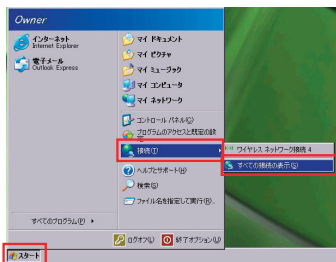 Owner
インターネット
Internet Explorer
電子メール
Outlook Express
マイ ドキュメント
マイ ピクチャ
マイ ミュージック
マイ コンピュータ
マイ ネットワーク
コントロール パネル(C)
プログラムのアクセスと既定の設定
接続(T)
ワイヤレス ネットワーク接続 4
すべての接続の表示(S)
ヘルプとサポート(H)
検索(S)
ファイル名を指定して実行(R)...
すべてのプログラム(P)
ログオフ(L)
終了オプション(U)
スタート